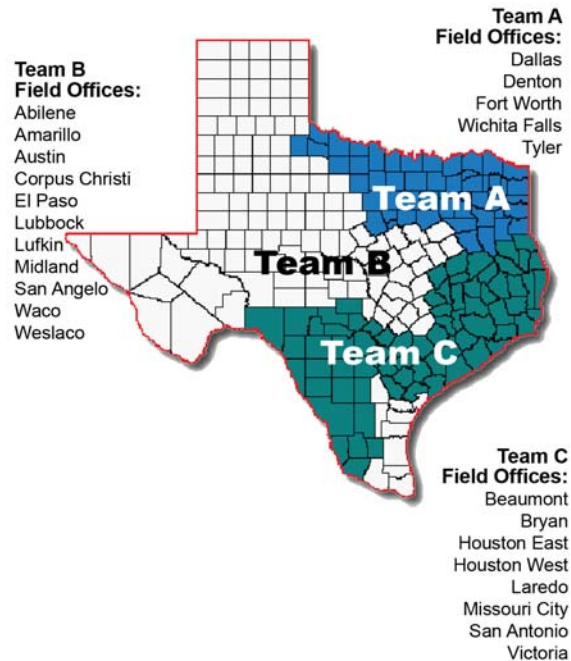 Team A
Field Offices:
Dallas
Denton
Fort Worth
Wichita Falls
Tyler
Team B
Field Offices:
Abilene
Amarillo
Austin
Corpus Christi
El Paso
Lubbock
Lufkin
Midland
San Angelo
Waco
Weslaco
Team A
Team B
Team C
Team C
Field Offices:
Beaumont
Bryan
Houston East
Houston West
Laredo
Missouri City
San Antonio
Victoria